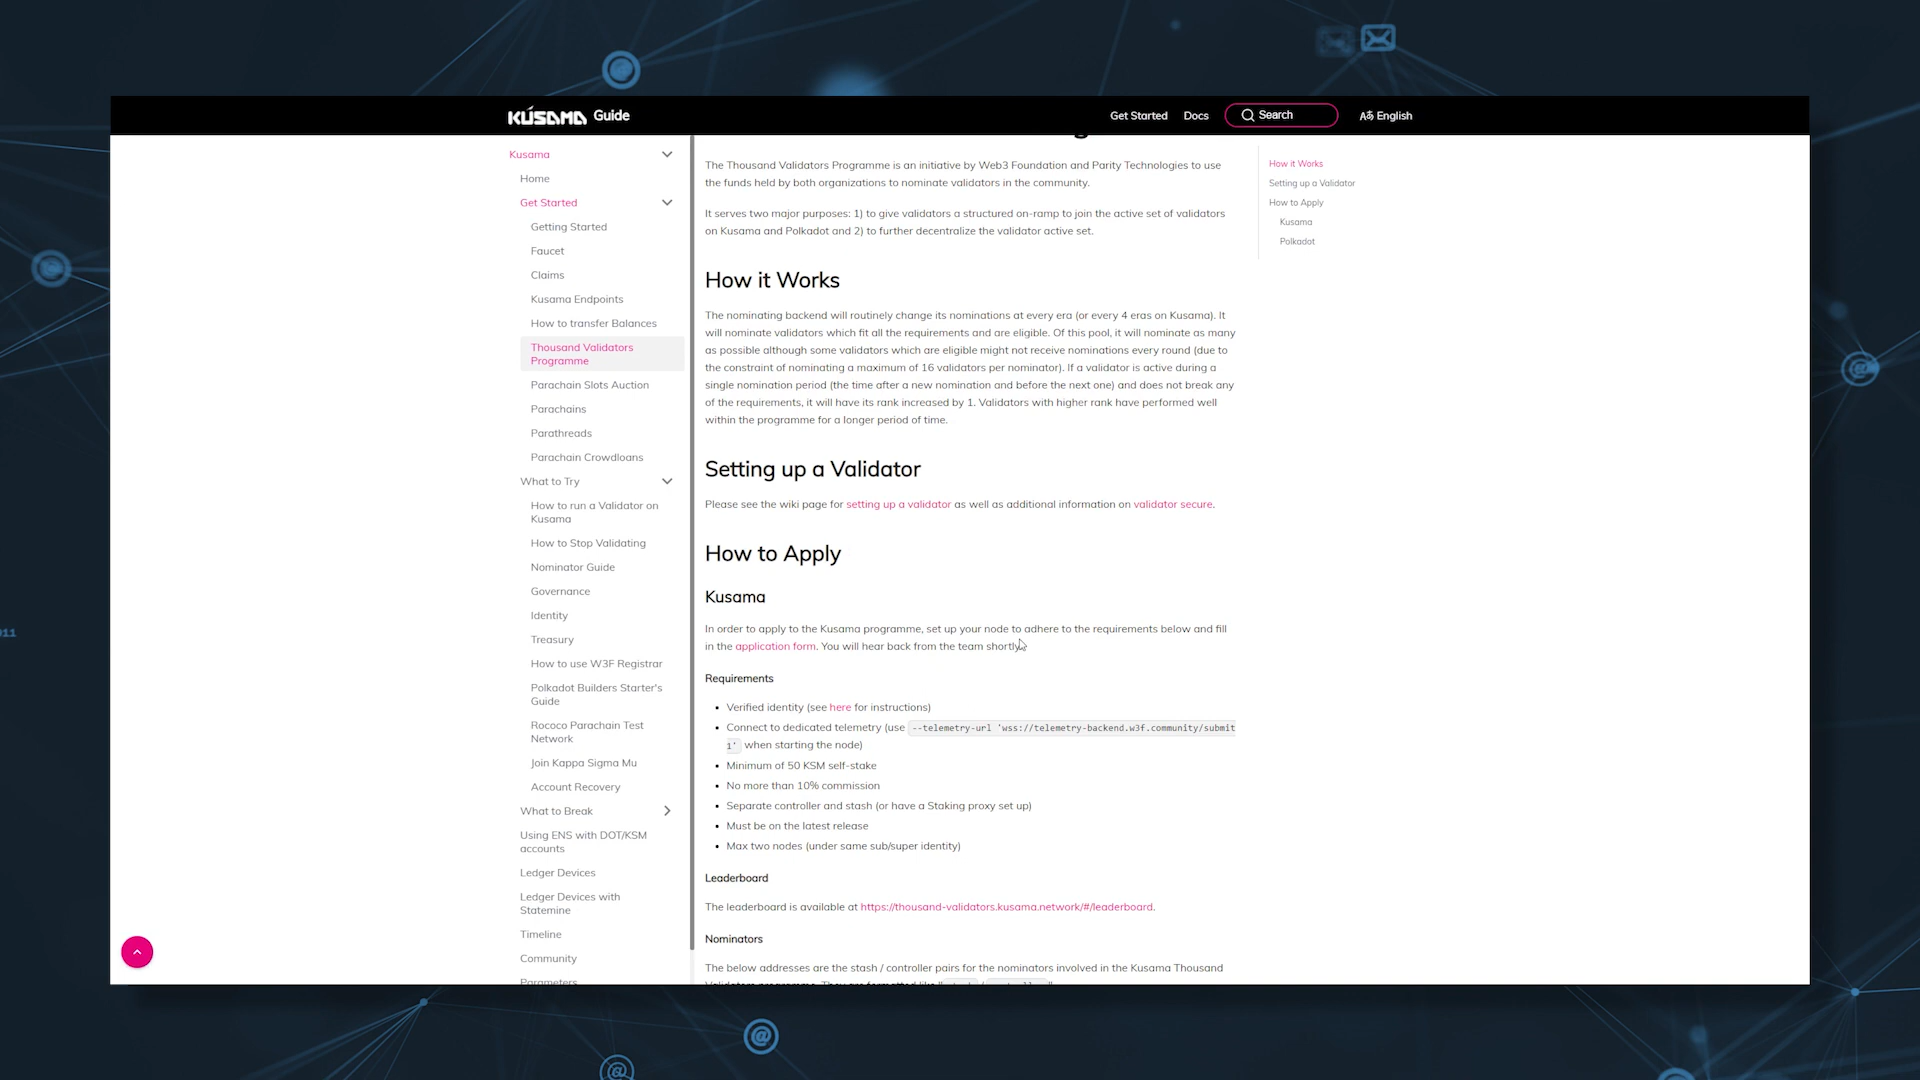 KUSAMA Guide
Get Started
Docs
Search
English
Kusama
Home
Get Started
Getting Started
Faucet
Claims
Kusama Endpoints
How to transfer Balances
Thousand Validators
Programme
Parachain Slots Auction
Parachains
Parathreads
Parachain Crowdloans
What to Try
How to run a Validator on
Kusama
How to Stop Validating
Nominator Guide
Governance
Identity
Treasury
How to use W3F Registrar
Polkadot Builders Starter's
Guide
Rococo Parachain Test
Network
Join Kappa Sigma Mu
Account Recovery
What to Break
Using ENS with DOT/KSM
accounts
Ledger Devices
Ledger Devices with
Statemine
Timeline
Community
Parameters
The Thousand Validators Programme is an initiative by Web3 Foundation and Parity Technologies to use
the funds held by both organizations to nominate validators in the community.
It serves two major purposes: 1) to give validators a structured on-ramp to join the active set of validators
on Kusama and Polkadot and 2) to further decentralize the validator active set.
How it Works
The nominating backend will routinely change its nominations at every era (or every 4 eras on Kusama). It
will nominate validators which fit all the requirements and are eligible. Of this pool, it will nominate as many
as possible although some validators which are eligible might not receive nominations every round (due to
the constraint of nominating a maximum of 16 validators per nominator). If a validator is active during a
single nomination period (the time after a new nomination and before the next one) and does not break any
of the requirements, it will have its rank increased by 1. Validators with higher rank have performed well
within the programme for a longer period of time.
Setting up a Validator
Please see the wiki page for setting up a validator as well as additional information on validator secure.
How to Apply
Kusama
In order to apply to the Kusama programme, set up your node to adhere to the requirements below and fill
in the application form. You will hear back from the team shortly.
Requirements
• Verified identity (see here for instructions)
• Connect to dedicated telemetry (use --telemetry-url 'wss://telemetry-backend.w3f.community/submit
1' when starting the node)
• Minimum of 50 KSM self-stake
• No more than 10% commission
• Separate controller and stash (or have a Staking proxy set up)
• Must be on the latest release
• Max two nodes (under same sub/super identity)
Leaderboard
The leaderboard is available at https://thousand-validators.kusama.network/#/leaderboard.
Nominators
The below addresses are the stash / controller pairs for the nominators involved in the Kusama Thousand
How it Works
Setting up a Validator
How to Apply
Kusama
Polkadot